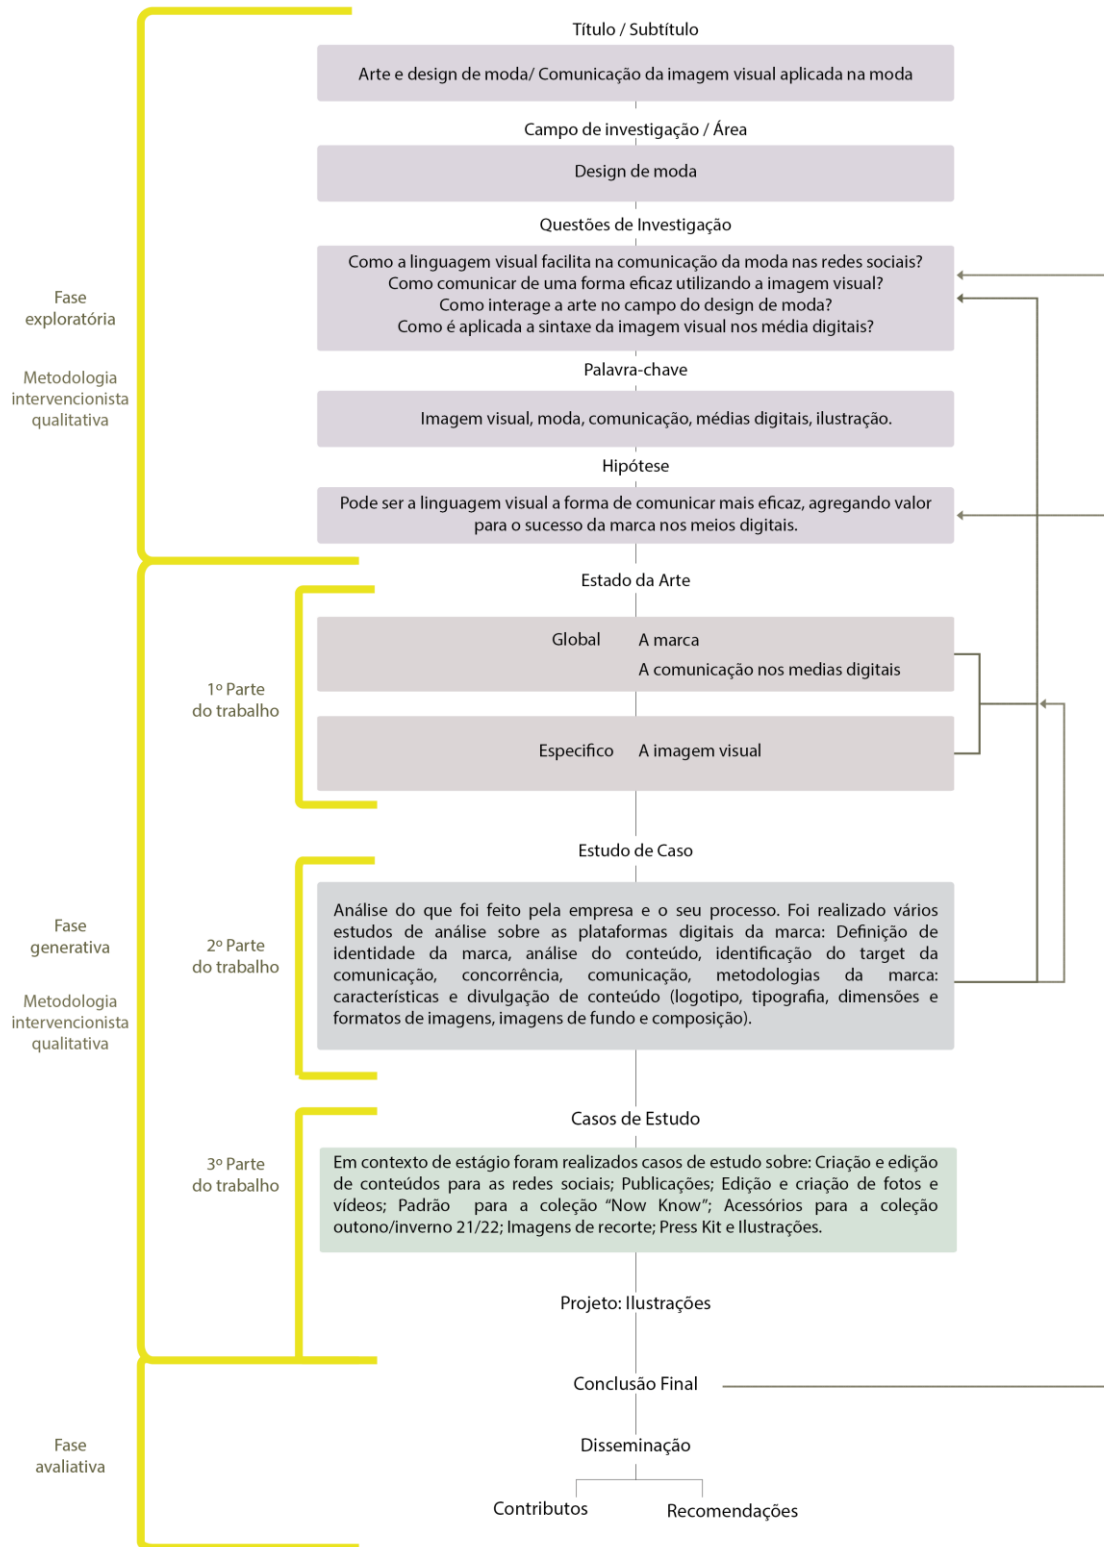 Título / Subtítulo
Arte e design de moda/ Comunicação da imagem visual aplicada na moda
Campo de investigação / Área
Design de moda
Questões de Investigação
Como a linguagem visual facilita na comunicação da moda nas redes sociais?
Como comunicar de uma forma eficaz utilizando a imagem visual?
Como interage a arte no campo do design de moda?
Como é aplicada a sintaxe da imagem visual nos média digitais?
Fase
exploratória
Metodologia
intervencionista
qualitativa
Palavra-chave
Imagem visual, moda, comunicação, médias digitais, ilustração.
Hipótese
Pode ser a linguagem visual a forma de comunicar mais eficaz, agregando valor
para o sucesso da marca nos meios digitais.
Estado da Arte
Global A marca
A comunicação nos medias digitais
1º Parte
do trabalho
Especifico A imagem visual
Estudo de Caso
Análise do que foi feito pela empresa e o seu processo. Foi realizado vários
estudos de análise sobre as plataformas digitais da marca: Definição de
identidade da marca, análise do conteúdo, identificação do target da
comunicação, concorrência, comunicação, metodologias da marca:
características e divulgação de conteúdo (logotipo, tipografia, dimensões e
formatos de imagens, imagens de fundo e composição).
2º Parte
do trabalho
Fase
generativa
Metodologia
intervencionista
qualitativa
Casos de Estudo
Em contexto de estágio foram realizados casos de estudo sobre: Criação e edição
de conteúdos para as redes sociais; Publicações; Edição e criação de fotos e
vídeos; Padrão para a coleção “Now Know”; Acessórios para a coleção
outono/inverno 21/22; Imagens de recorte; Press Kit e Ilustrações.
3º Parte
do trabalho
Projeto: Ilustrações
Conclusão Final
Disseminação
Fase
avaliativa
Contributos
Recomendações